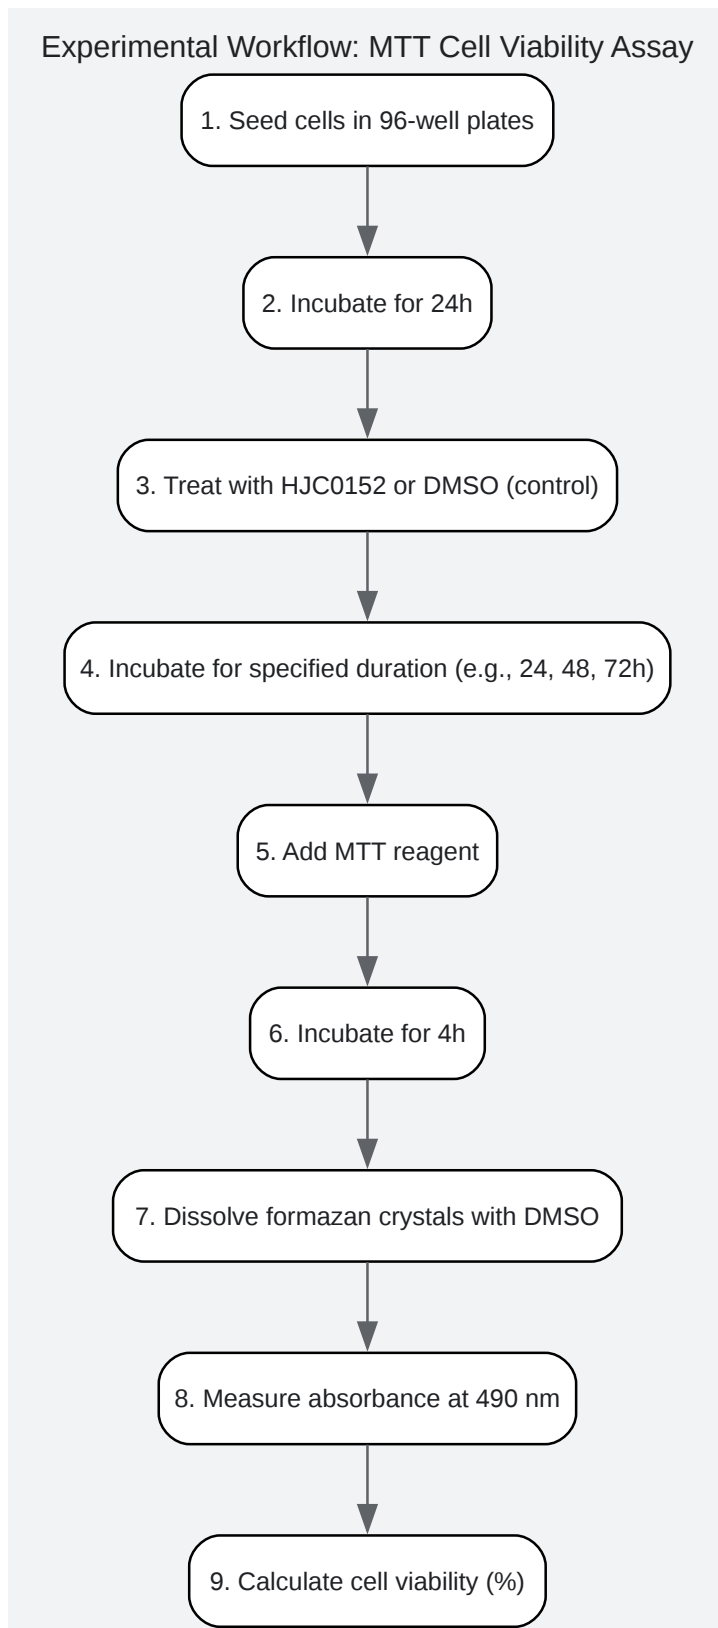 Experimental Workflow: MTT Cell Viability Assay
1. Seed cells in 96-well plates
2. Incubate for 24h
3. Treat with HJC0152 or DMSO (control)
4. Incubate for specified duration (e.g., 24, 48, 72h)
5. Add MTT reagent
6. Incubate for 4h
7. Dissolve formazan crystals with DMSO
8. Measure absorbance at 490 nm
9. Calculate cell viability (%)